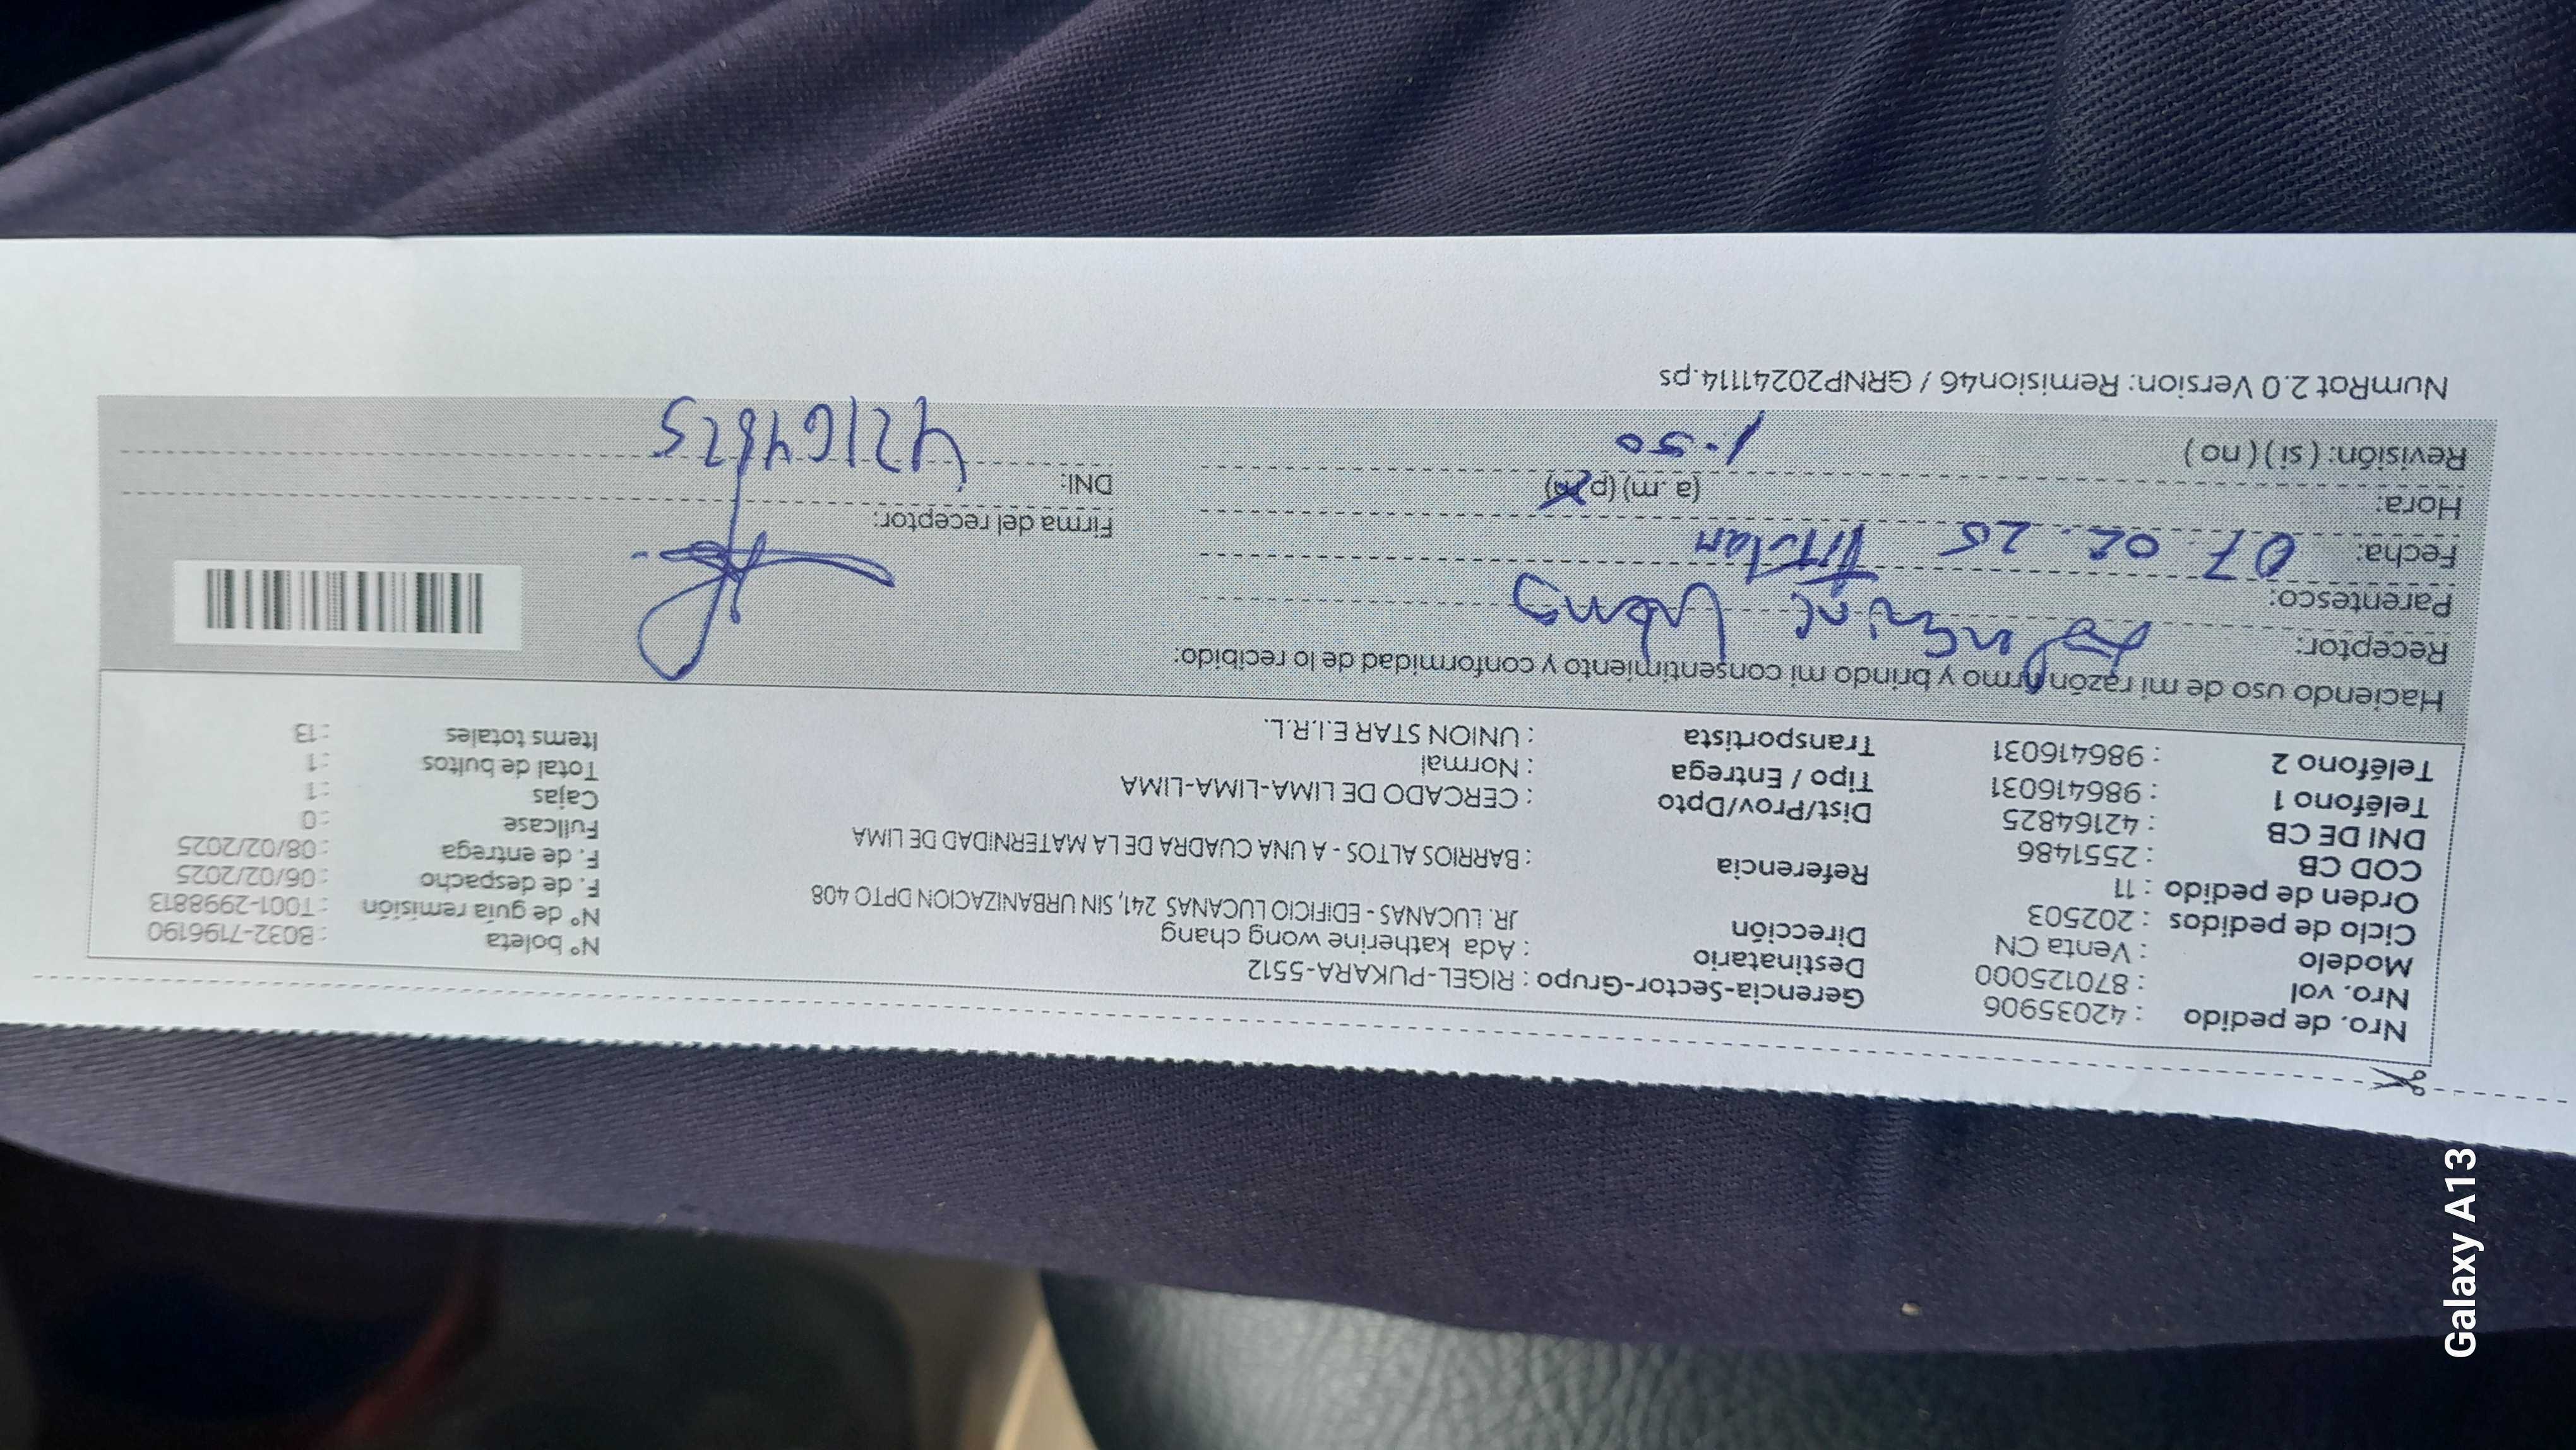 Nro. de pedido : 42035906
Nro. vol : 870125000
Modelo : Venta CN
Ciclo de pedidos : 202503
Orden de pedido : 11
COD CB : 2551486
DNI DE CB : 42164825
Teléfono 1 : 986416031
Teléfono 2 : 986416031
Gerencia-Sector-Grupo : RIGEL-PUKARA-5512
Destinatario : Ada katherine wong chang
Dirección JR. LUCANAS - EDIFICIO LUCANAS 241, SIN URBANIZACION DPTO 408
Referencia : BARRIOS ALTOS - A UNA CUADRA DE LA MATERNIDAD DE LIMA
Dist/Prov/Dpto : CERCADO DE LIMA-LIMA-LIMA
Tipo / Entrega : Normal
Transportista : UNION STAR E.I.R.L.
N° boleta : B032-7196190
N° de guía remisión : T001-2998813
F. de despacho : 06/02/2025
F. de entrega : 08/02/2025
Fullcase : 0
Cajas : 1
Total de bultos : 1
Items totales : 13
Haciendo uso de mi razón firmo y brindo mi consentimiento y conformidad de lo recibido:
Receptor: Wong
Parentesco: Titular
Fecha: 07.02.25
Hora: (a .m) (p.m)
1.50
Revisión: ( si ) ( no )
Firma del receptor:
DNI: 42164825
NumRot 2.0 Version: Remision46 / GRNP20241114.ps
Galaxy A13